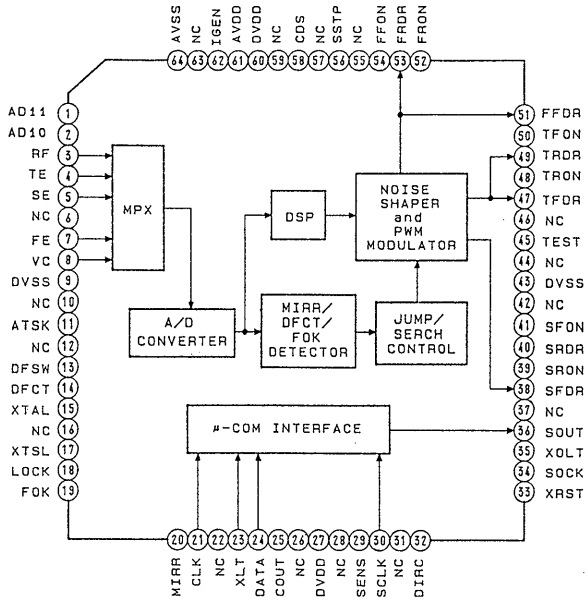 AVSS
NC
IGEN
AVDD
DVDD
NC
CDS
NC
SSTP
NC
FFON
FRDR
FRON
64
63
62
61
60
59
58
57
56
55
54
53
52
AD11 1
AD10 2
RF 3
TE 4
SE 5
NC 6
FE 7
VC 8
DVSS 9
NC 10
ATSK 11
NC 12
DFSW 13
DFCT 14
XTAL 15
NC 16
XTSL 17
LOCK 18
FOK 19
MPX
DSP
NOISE
SHAPER
and
PWM
MODULATOR
A/D
CONVERTER
MIRR/
DFCT/
FOK
DETECTOR
JUMP/
SERCH
CONTROL
μ-COM INTERFACE
51 FFDR
50 TFON
49 TRDR
48 TRON
47 TFDR
46 NC
45 TEST
44 NC
43 DVSS
42 NC
41 SFON
40 SRDR
39 SRON
38 SFDR
37 NC
36 SOUT
35 XOLT
34 SOCK
33 XRST
20
21
22
23
24
25
26
27
28
29
30
31
32
MIRR
CLK
NC
XLT
DATA
COUT
NC
DVDD
NC
SENS
SCLK
NC
DIRC